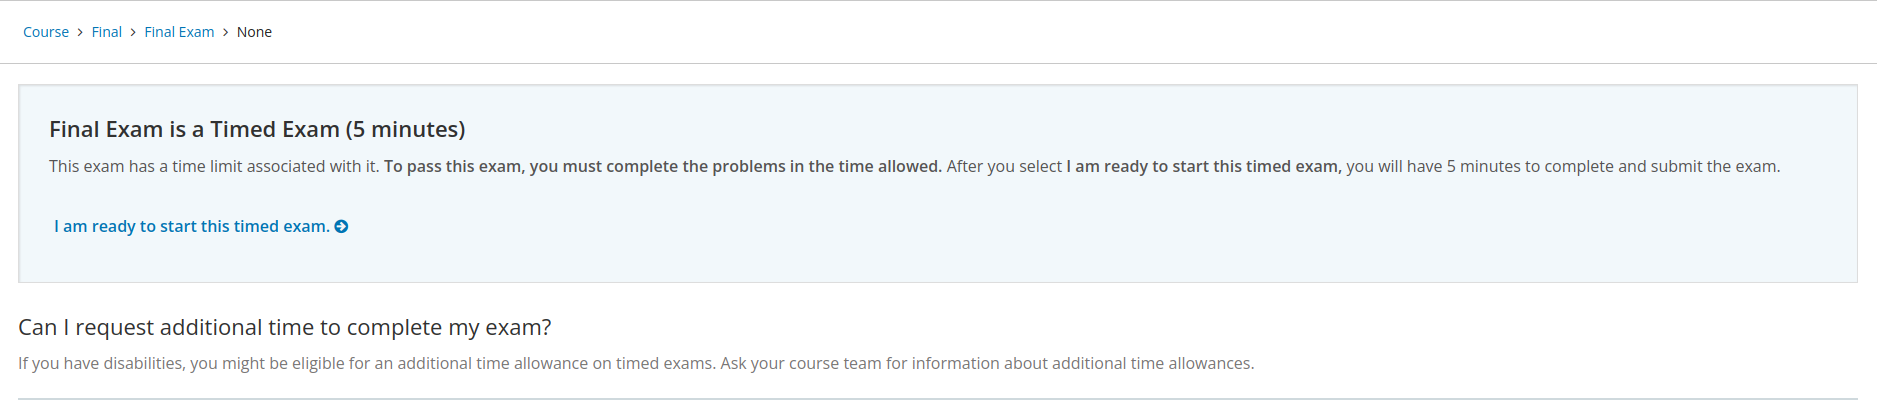 Course > Final > Final Exam > None
Final Exam is a Timed Exam (5 minutes)
This exam has a time limit associated with it. To pass this exam, you must complete the problems in the time allowed. After you select I am ready to start this timed exam, you will have 5 minutes to complete and submit the exam.
I am ready to start this timed exam.
Can I request additional time to complete my exam?
If you have disabilities, you might be eligible for an additional time allowance on timed exams. Ask your course team for information about additional time allowances.